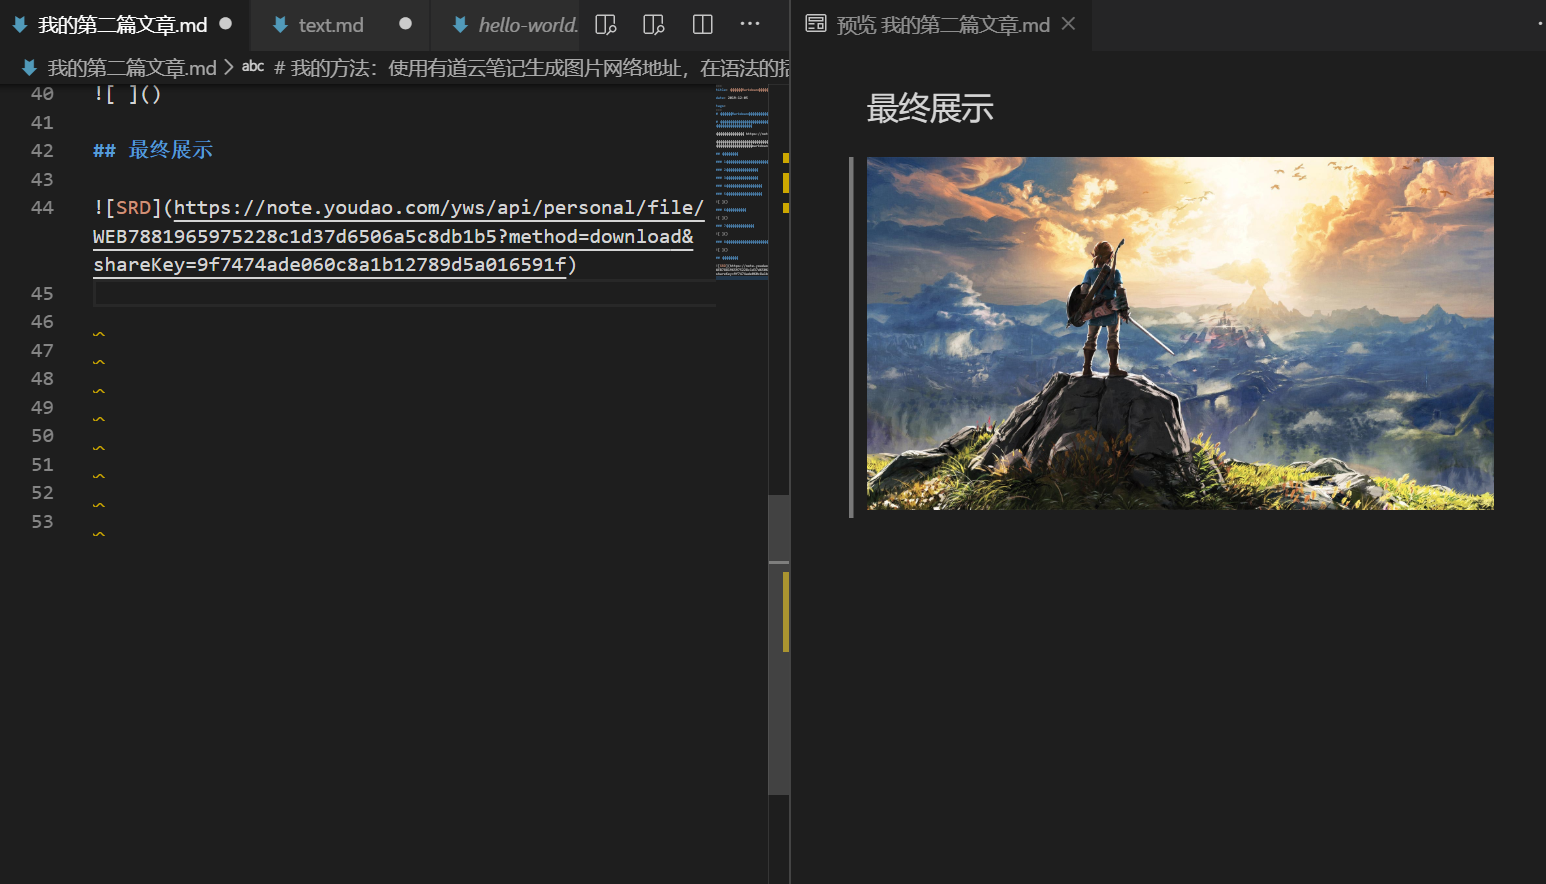 我的第二篇文章.md
text.md
hello-world.
预览 我的第二篇文章.md
我的第二篇文章.md > abc # 我的方法：使用有道云笔记生成图片网络地址，在语法的括
40 ![ ]()
41
42 ## 最终展示
43
44 ![SRD](https://note.youdao.com/yws/api/personal/file/
WEB7881965975228c1d37d6506a5c8db1b5?method=download&
shareKey=9f7474ade060c8a1b12789d5a016591f)
45
46
47
48
49
50
51
52
53
最终展示